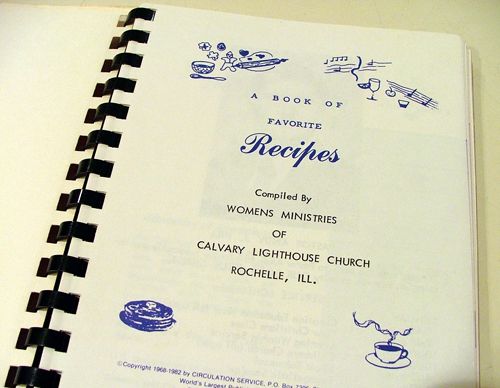 A BOOK OF
FAVORITE
Recipes
Compiled By
WOMENS MINISTRIES
OF
CALVARY LIGHTHOUSE CHURCH
ROCHELLE, ILL.
©Copyright 1968-1982 by CIRCULATION SERVICE, P.O. Box
World's Largest